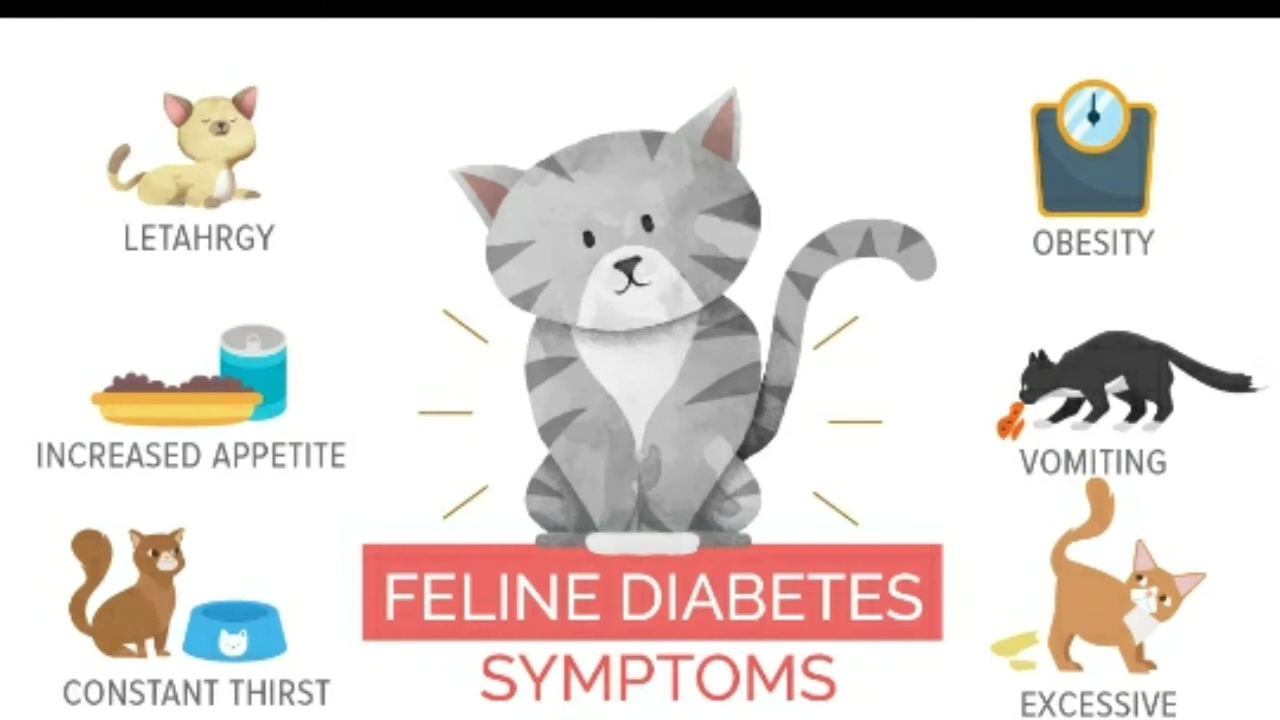 LETAHRGY
OBESITY
INCREASED APPETITE
VOMITING
CONSTANT THIRST
EXCESSIVE
FELINE DIABETES
SYMPTOMS